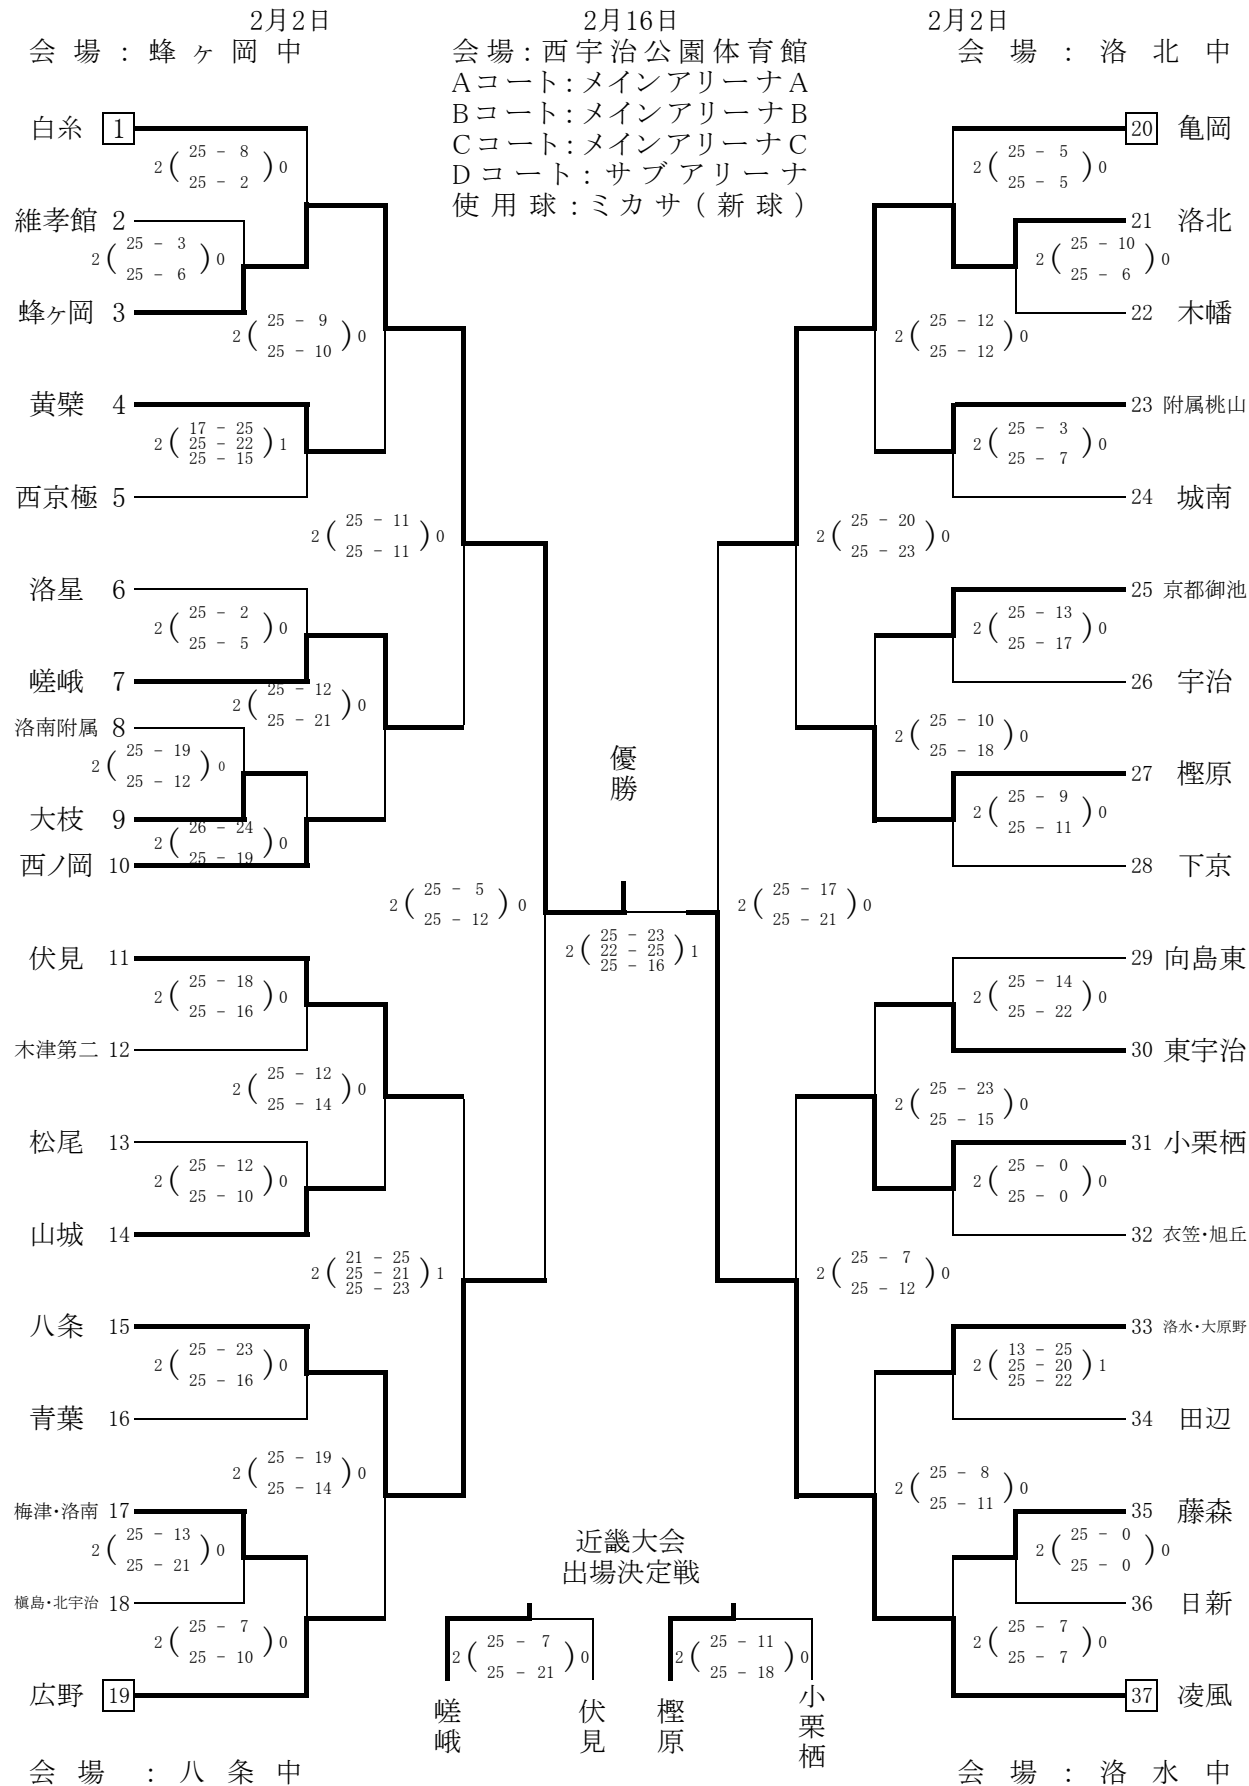 2月2日
2月16日
2月2日
会場：蜂ヶ岡中
会場：西宇治公園体育館
会場：洛北中
Aコート：メインアリーナA
Bコート：メインアリーナB
Cコート：メインアリーナC
Dコート：サブアリーナ
使用球：ミカサ（新球）
白糸 1
2 ( 25 － 8 ) 0
25 － 2
維孝館 2
2 ( 25 － 3 ) 0
25 － 6
蜂ヶ岡 3
2 ( 25 － 9 ) 0
25 － 10
黄檗 4
2 ( 17 － 25 ) 1
25 － 22
25 － 15
西京極 5
2 ( 25 － 11 ) 0
25 － 11
洛星 6
2 ( 25 － 2 ) 0
25 － 5
嵯峨 7
2 ( 25 － 12 ) 0
25 － 21
洛南附属 8
2 ( 25 － 19 ) 0
25 － 12
大枝 9
2 ( 26 － 24 ) 0
25 － 19
西ノ岡 10
2 ( 25 － 5 ) 0
25 － 12
伏見 11
2 ( 25 － 18 ) 0
25 － 16
木津第二 12
2 ( 25 － 12 ) 0
25 － 14
松尾 13
2 ( 25 － 12 ) 0
25 － 10
山城 14
2 ( 21 － 25 ) 1
25 － 21
25 － 23
八条 15
2 ( 25 － 23 ) 0
25 － 16
青葉 16
2 ( 25 － 19 ) 0
25 － 14
梅津・洛南 17
2 ( 25 － 13 ) 0
25 － 21
槇島・北宇治 18
2 ( 25 － 7 ) 0
25 － 10
広野 19
会場：八条中
優勝
2 ( 25 － 23 ) 1
22 － 25
25 － 16
近畿大会
出場決定戦
2 ( 25 － 7 ) 0
25 － 21
嵯峨
伏見
2 ( 25 － 11 ) 0
25 － 18
樫原
小栗栖
20 亀岡
2 ( 25 － 5 ) 0
25 － 5
21 洛北
2 ( 25 － 10 ) 0
25 － 6
22 木幡
2 ( 25 － 12 ) 0
25 － 12
23 附属桃山
2 ( 25 － 3 ) 0
25 － 7
24 城南
2 ( 25 － 20 ) 0
25 － 23
25 京都御池
2 ( 25 － 13 ) 0
25 － 17
26 宇治
2 ( 25 － 10 ) 0
25 － 18
27 樫原
2 ( 25 － 9 ) 0
25 － 11
28 下京
2 ( 25 － 17 ) 0
25 － 21
29 向島東
2 ( 25 － 14 ) 0
25 － 22
30 東宇治
2 ( 25 － 23 ) 0
25 － 15
31 小栗栖
2 ( 25 － 0 ) 0
25 － 0
32 衣笠・旭丘
2 ( 25 － 7 ) 0
25 － 12
33 洛水・大原野
2 ( 13 － 25 ) 1
25 － 20
25 － 22
34 田辺
2 ( 25 － 8 ) 0
25 － 11
35 藤森
2 ( 25 － 0 ) 0
25 － 0
36 日新
2 ( 25 － 7 ) 0
25 － 7
37 凌風
会場：洛水中